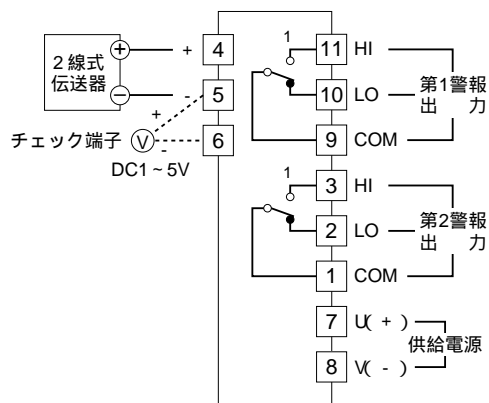 2線式
伝送器
+
−
+
-
4
5
6
+
-
チェック端子
V
DC1~5V
1
11
HI
10
LO
9
COM
第1警報
出 力
1
3
HI
2
LO
1
COM
第2警報
出 力
7
U( + )
8
V( - )
供給電源